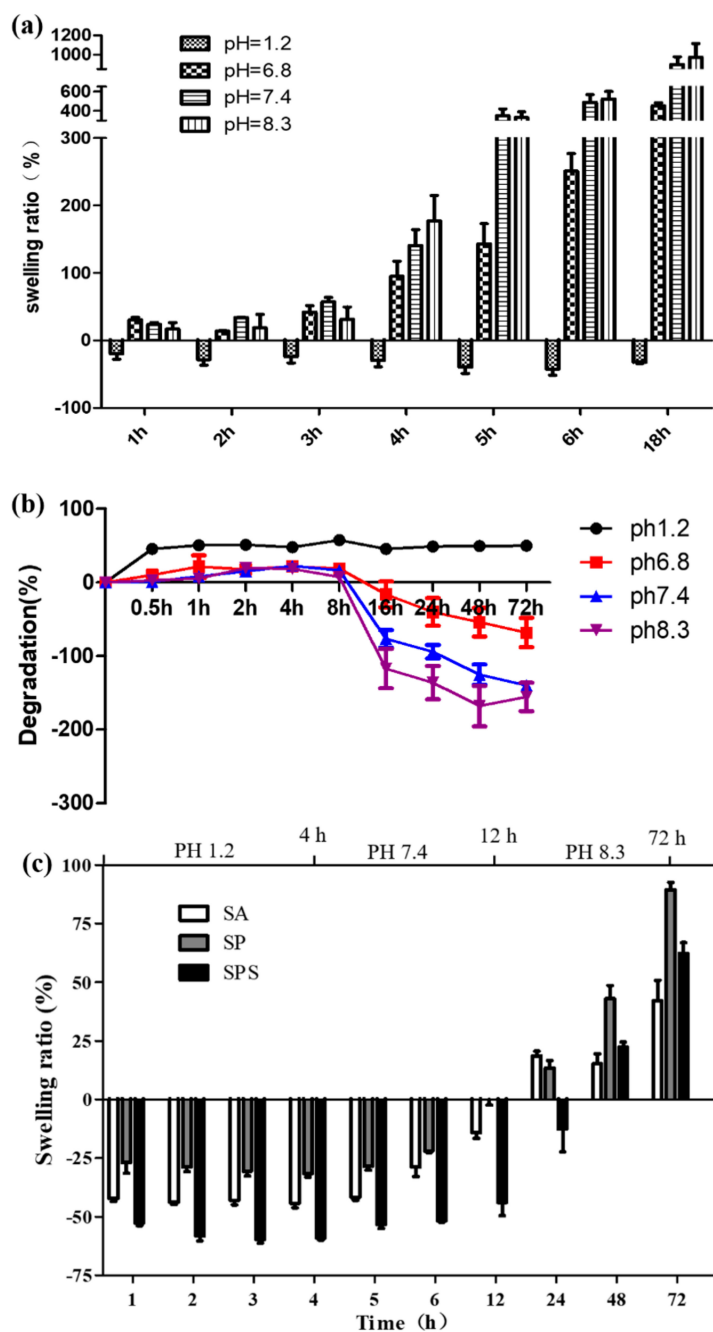 (a)
1200
1000
800
600
400
300
200
100
0
-100
swelling ratio (%)
pH=1.2
pH=6.8
pH=7.4
pH=8.3
1h 2h 3h 4h 5h 6h 18h
(b)
100
0
-100
-200
-300
Degradation(%)
0.5h 1h 2h 4h 8h 16h 24h 48h 72h
ph1.2
ph6.8
ph7.4
ph8.3
(c)
4 h 12 h 72 h
PH 1.2 PH 7.4 PH 8.3
100
75
50
25
0
-25
-50
-75
Swelling ratio (%)
SA
SP
SPS
1 2 3 4 5 6 12 24 48 72
Time (h)